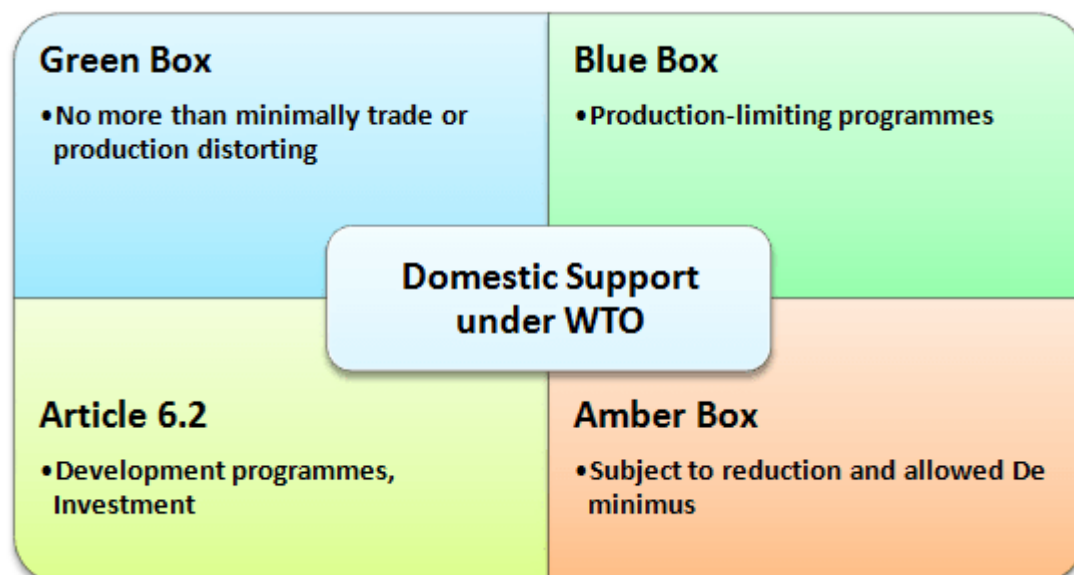 Green Box
•No more than minimally trade or
production distorting
Blue Box
•Production-limiting programmes
Domestic Support
under WTO
Article 6.2
•Development programmes,
Investment
Amber Box
•Subject to reduction and allowed De
minimus